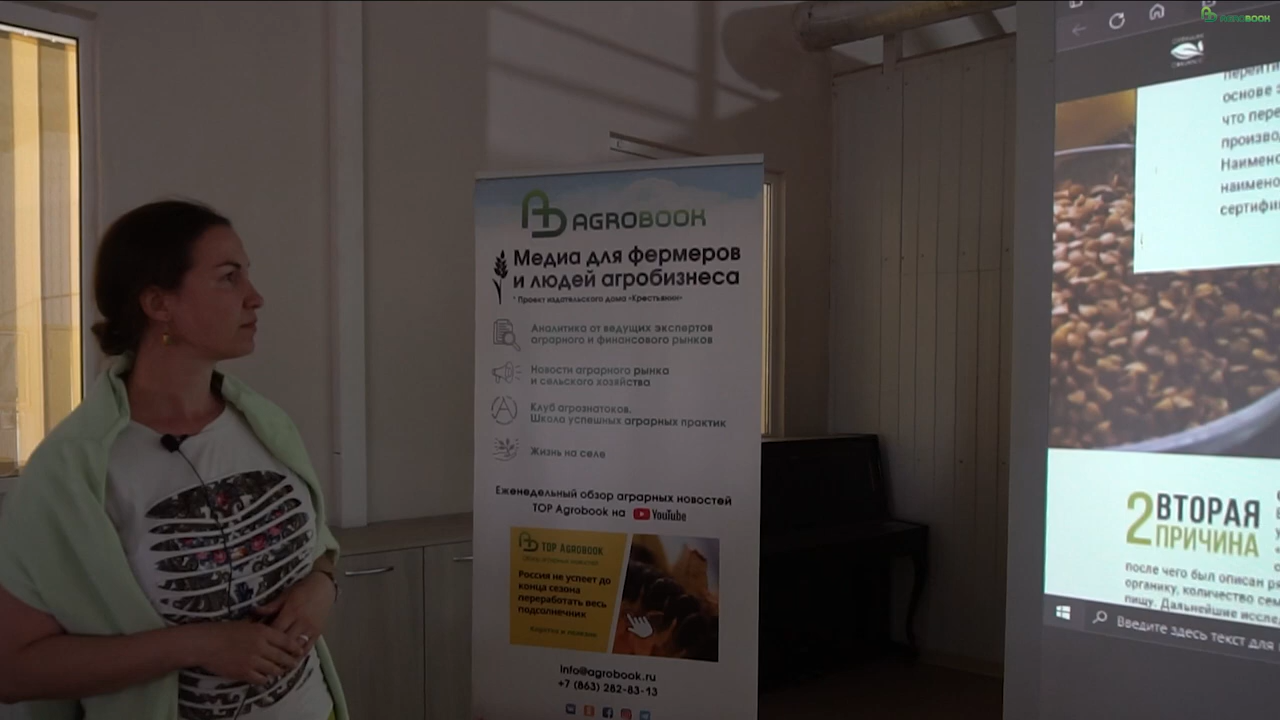 AGROBOOK
AGROBOOK
Медиа для фермеров
и людей агробизнеса
* Проект издательского дома «Крестьянин»
Аналитика от ведущих экспертов
аграрного и финансового рынков
Новости аграрного рынка
и сельского хозяйства
Клуб агрознатоков.
Школа успешных аграрных практик
Жизнь на селе
Еженедельный обзор аграрных новостей
TOP Agrobook на YouTube
TOP AGROBOOK
Россия не успеет до
конца сезона
переработать весь
подсолнечник
Коротко о главном
info@agrobook.ru
+7 (863) 282-83-13
основе
что пере
произво
Наимено
наимено
сертифи
2 ВТОРАЯ
ПРИЧИНА
после чего был описан
органику, количество
пищу. Дальнейшие
Введите здесь текст для